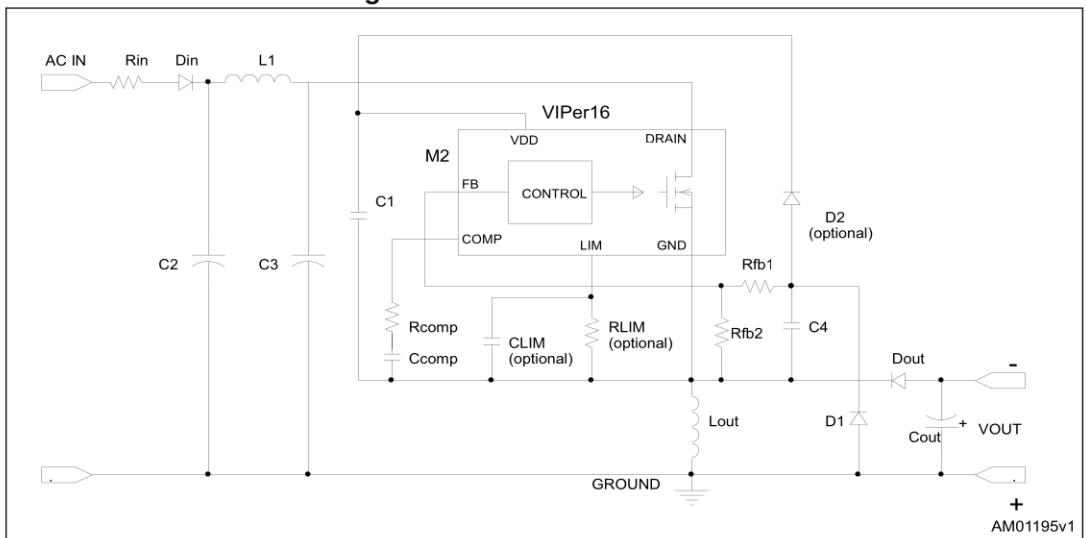 AC IN Rin Din L1
VIPer16
VDD DRAIN
M2
FB
CONTROL
C1
D2
(optional)
COMP LIM GND
C2 C3
Rfb1
Rcomp
CLIM
(optional)
RLIM
(optional)
Rfb2
C4
Ccomp
Dout
-
Lout
D1
Cout
+
VOUT
GROUND
+
AM01195v1